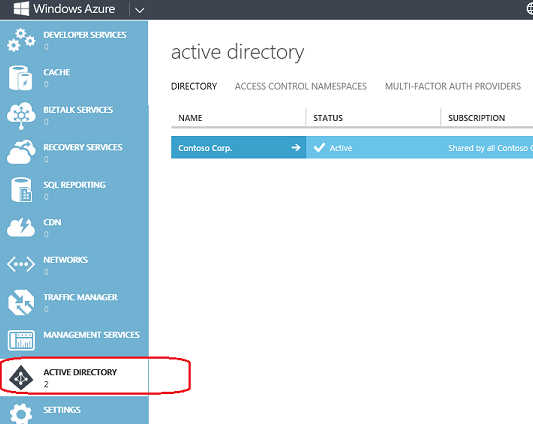 Windows Azure
DEVELOPER SERVICES
0
CACHE
0
BIZTALK SERVICES
0
RECOVERY SERVICES
0
SQL REPORTING
0
CDN
0
NETWORKS
0
TRAFFIC MANAGER
0
MANAGEMENT SERVICES
0
ACTIVE DIRECTORY
2
SETTINGS
active directory
DIRECTORY ACCESS CONTROL NAMESPACES MULTI-FACTOR AUTH PROVIDERS
NAME STATUS SUBSCRIPTION
Contoso Corp. Active Shared by all Contoso